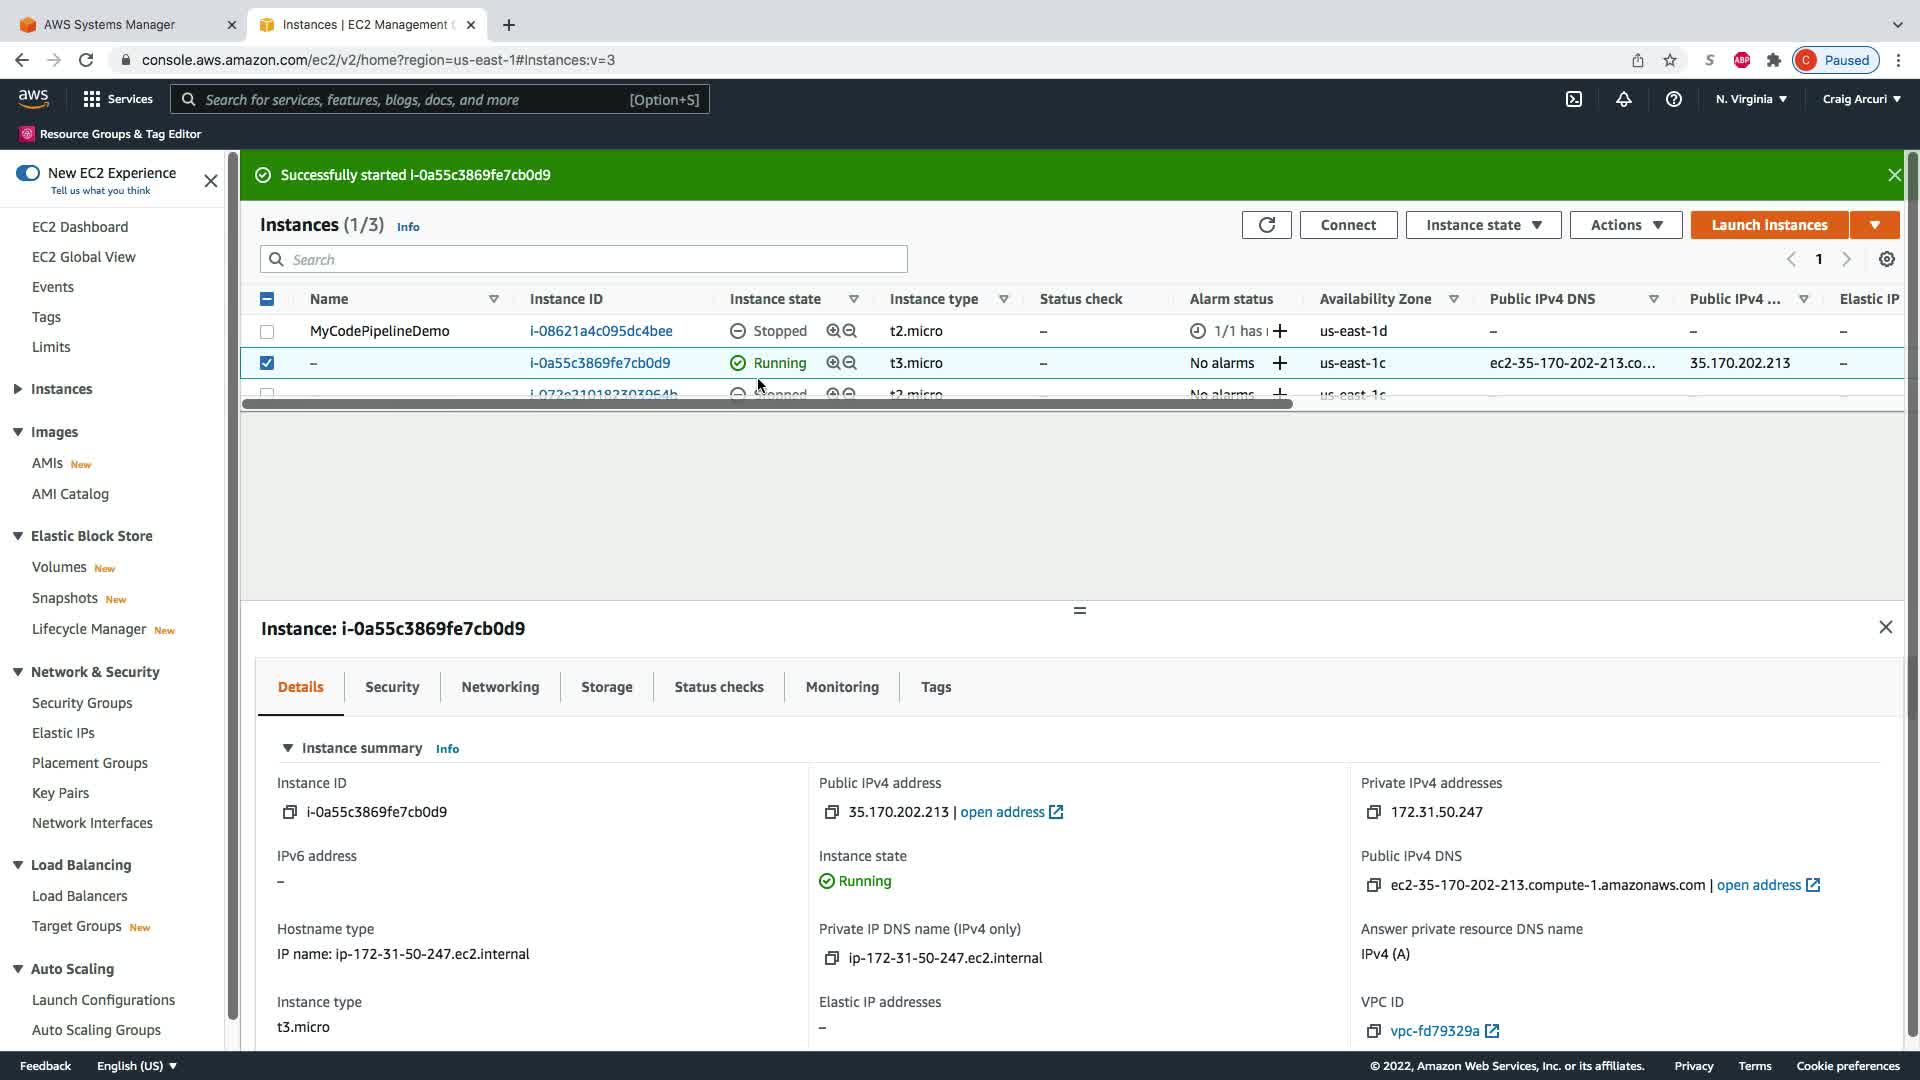 AWS Systems Manager
Instances | EC2 Management C
console.aws.amazon.com/ec2/v2/home?region=us-east-1#Instances:v=3
S
ABP
C Paused
aws
Services
Search for services, features, blogs, docs, and more [Option+S]
N. Virginia
Craig Arcuri
Resource Groups & Tag Editor
New EC2 Experience
Tell us what you think
EC2 Dashboard
EC2 Global View
Events
Tags
Limits
Instances
Images
AMIs New
AMI Catalog
Elastic Block Store
Volumes New
Snapshots New
Lifecycle Manager New
Network & Security
Security Groups
Elastic IPs
Placement Groups
Key Pairs
Network Interfaces
Load Balancing
Load Balancers
Target Groups New
Auto Scaling
Launch Configurations
Auto Scaling Groups
Successfully started i-0a55c3869fe7cb0d9
Instances (1/3) Info
Connect
Instance state
Actions
Launch instances
Search
1
Name Instance ID Instance state Instance type Status check Alarm status Availability Zone Public IPv4 DNS Public IPv4 ... Elastic IP
MyCodePipelineDemo i-08621a4c095dc4bee Stopped t2.micro – 1/1 has + us-east-1d – – –
– i-0a55c3869fe7cb0d9 Running t3.micro – No alarms + us-east-1c ec2-35-170-202-213.co... 35.170.202.213 –
Stopped t2.micro No alarms + us-east-1c
Instance: i-0a55c3869fe7cb0d9
Details Security Networking Storage Status checks Monitoring Tags
Instance summary Info
Instance ID
i-0a55c3869fe7cb0d9
Public IPv4 address
35.170.202.213 | open address
Private IPv4 addresses
172.31.50.247
IPv6 address
–
Instance state
Running
Public IPv4 DNS
ec2-35-170-202-213.compute-1.amazonaws.com | open address
Hostname type
IP name: ip-172-31-50-247.ec2.internal
Private IP DNS name (IPv4 only)
ip-172-31-50-247.ec2.internal
Answer private resource DNS name
IPv4 (A)
Instance type
t3.micro
Elastic IP addresses
–
VPC ID
vpc-fd79329a
Feedback
English (US)
© 2022, Amazon Web Services, Inc. or its affiliates.
Privacy
Terms
Cookie preferences